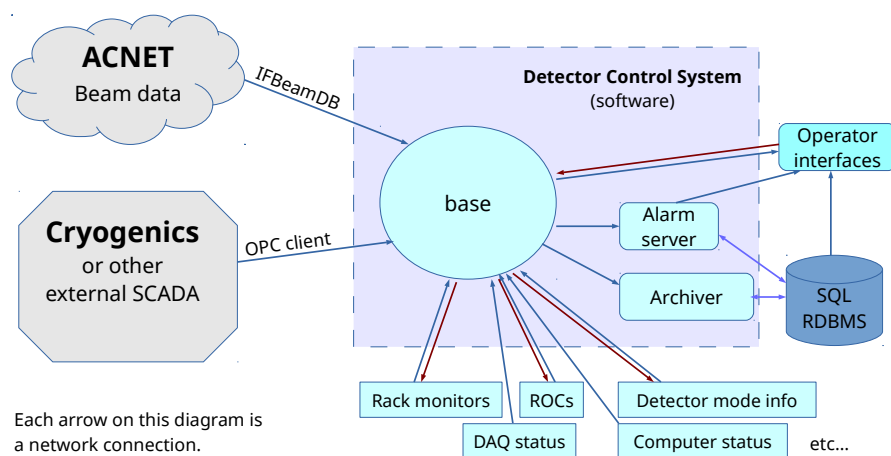 ACNET
Beam data
IFBeamDB
Detector Control System
(software)
Operator
interfaces
base
Cryogenics
or other
external SCADA
OPC client
Alarm
server
Archiver
SQL
RDBMS
Rack monitors
ROCs
Detector mode info
DAQ status
Computer status
etc...
Each arrow on this diagram is
a network connection.